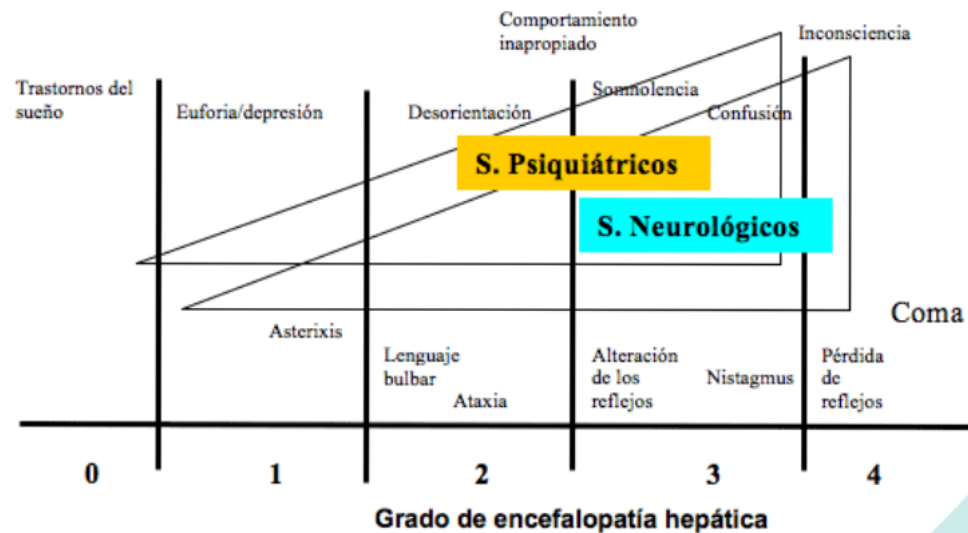 Comportamiento
inapropiado
Inconsciencia
Trastornos del
sueño
Somnolencia
Euforia/depresión
Desorientación
Confusión
S. Psiquiátricos
S. Neurológicos
Coma
Asterixis
Lenguaje
bulbar
Ataxia
Alteración
de los
reflejos
Nistagmus
Pérdida
de
reflejos
0
1
2
3
4
Grado de encefalopatía hepática